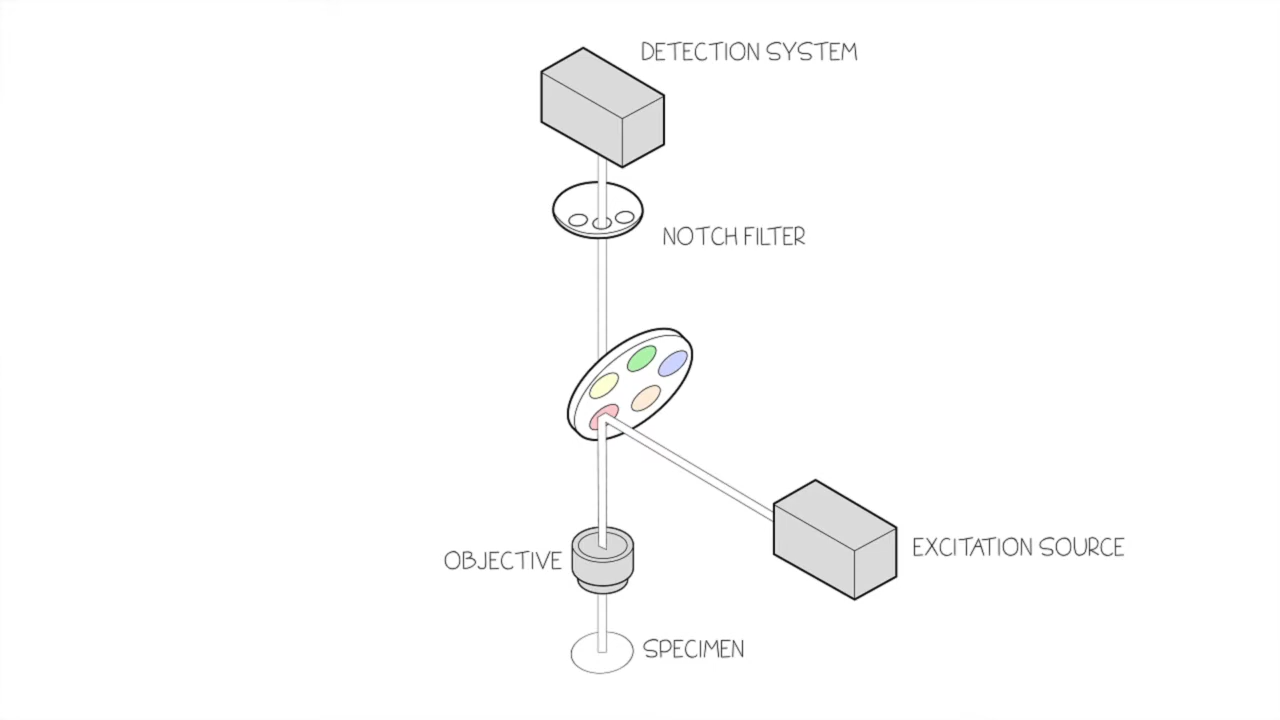 DETECTION SYSTEM
NOTCH FILTER
EXCITATION SOURCE
OBJECTIVE
SPECIMEN